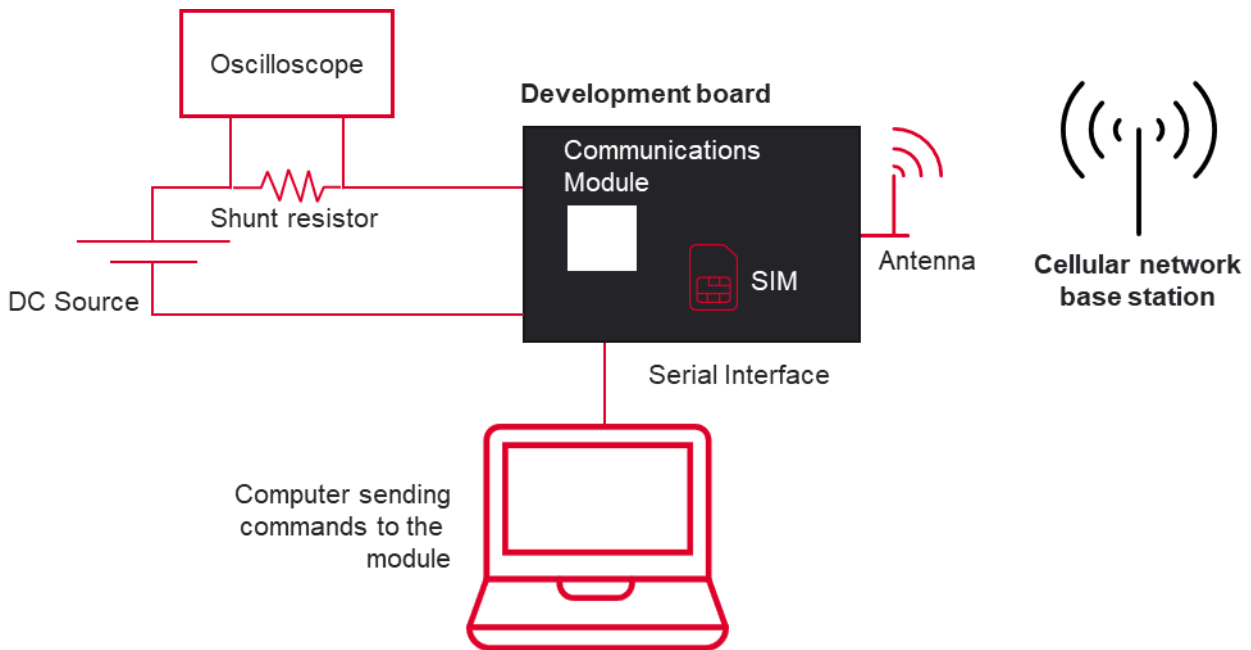 Oscilloscope
Development board
Communications
Module
Shunt resistor
SIM
Antenna
Cellular network
base station
DC Source
Serial Interface
Computer sending
commands to the
module